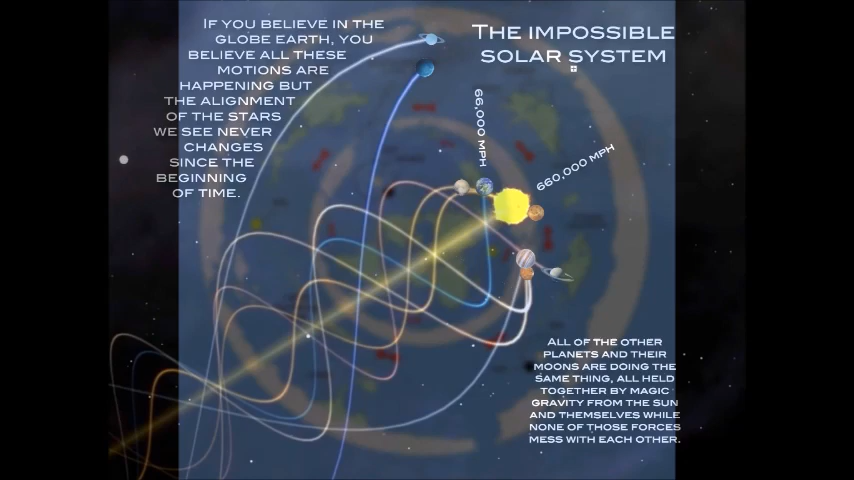 If you believe in the
globe Earth, you
believe all these
motions are
happening but
the alignment
of the stars
we see never
changes
since the
beginning
of time.
The impossible
solar system
66,000 mph
660,000 mph
All of the other
planets and their
moons are doing the
same thing, all held
together by magic
gravity from the sun
and themselves while
none of those forces
mess with each other.